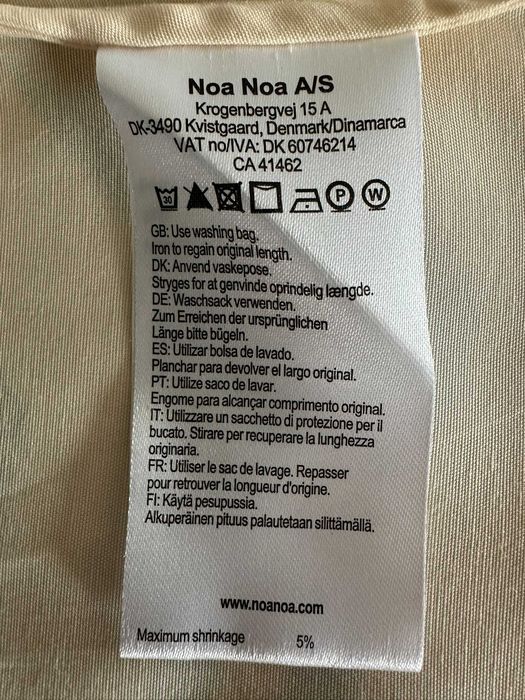 Noa Noa A/S
Krogenbergvej 15 A
DK-3490 Kvistgaard, Denmark/Dinamarca
VAT no/IVA: DK 60746214
CA 41462
30 P W
GB: Use washing bag.
Iron to regain original length.
DK: Anvend vaskepose.
Stryges for at genvinde oprindelig længde.
DE: Waschsack verwenden.
Zum Erreichen der ursprünglichen
Länge bitte bügeln.
ES: Utilizar bolsa de lavado.
Planchar para devolver el largo original.
PT: Utilize saco de lavar.
Engome para alcançar comprimento original.
IT: Utilizzare un sacchetto di protezione per il
bucato. Stirare per recuperare la lunghezza
originaria.
FR: Utiliser le sac de lavage. Repasser
pour retrouver la longueur d'origine.
FI: Käytä pesupussia.
Alkuperäinen pituus palautetaan silittämällä.
www.noanoa.com
Maximum shrinkage 5%